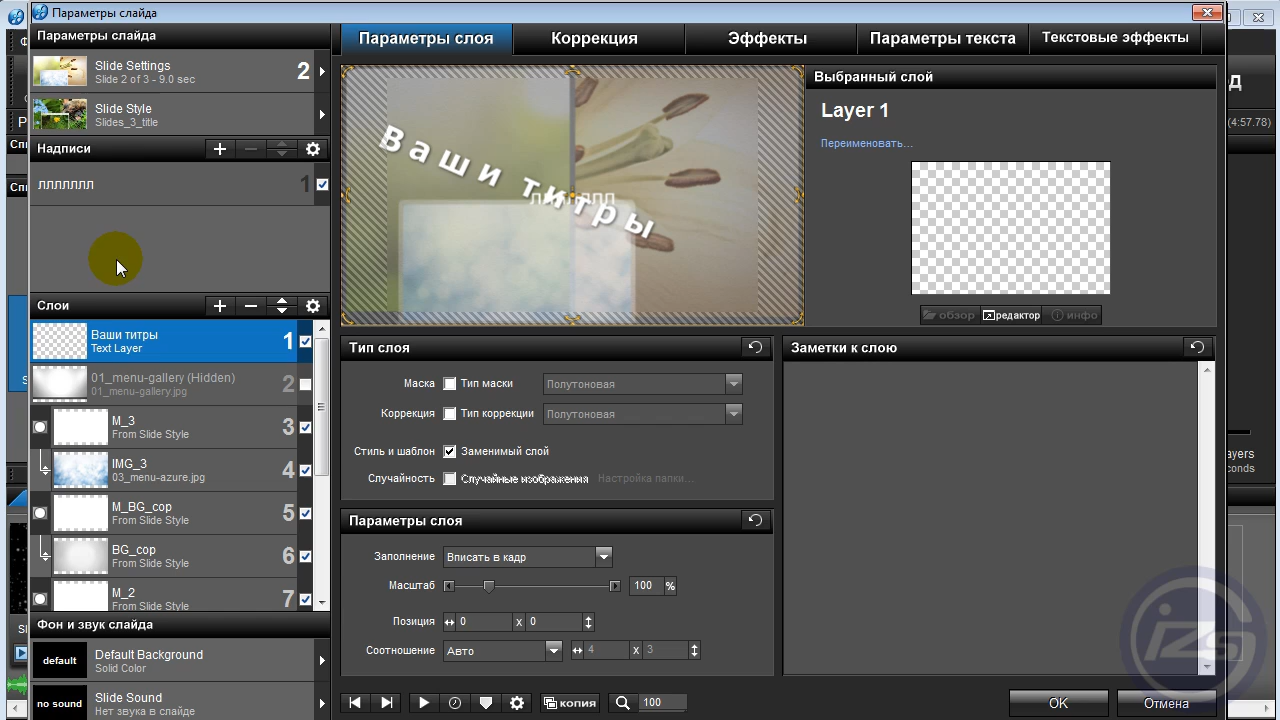 Параметры слайда
Параметры слайда
Slide Settings
Slide 2 of 3 - 9.0 sec
2
Slide Style
Slides_3_title
Надписи
ллллллл
1
Слои
Ваши титры
Text Layer
1
01_menu-gallery (Hidden)
01_menu-gallery.jpg
2
M_3
From Slide Style
3
IMG_3
03_menu-azure.jpg
4
M_BG_cop
From Slide Style
5
BG_cop
From Slide Style
6
M_2
From Slide Style
7
Фон и звук слайда
default
Default Background
Solid Color
no sound
Slide Sound
Нет звука в слайде
Параметры слоя
Коррекция
Эффекты
Параметры текста
Текстовые эффекты
Ваши титры
Выбранный слой
Layer 1
Переименовать...
обзор
редактор
инфо
Тип слоя
Маска
Тип маски
Полутоновая
Коррекция
Тип коррекции
Полутоновая
Стиль и шаблон
Заменимый слой
Случайность
Случайные изображения
Настройка папки...
Параметры слоя
Заполнение
Вписать в кадр
Масштаб
100 %
Позиция
0 x 0
Соотношение
Авто
4 x 3
Заметки к слою
копия
100
OK
Отмена
(4:57.78)
ayers
conds
izs